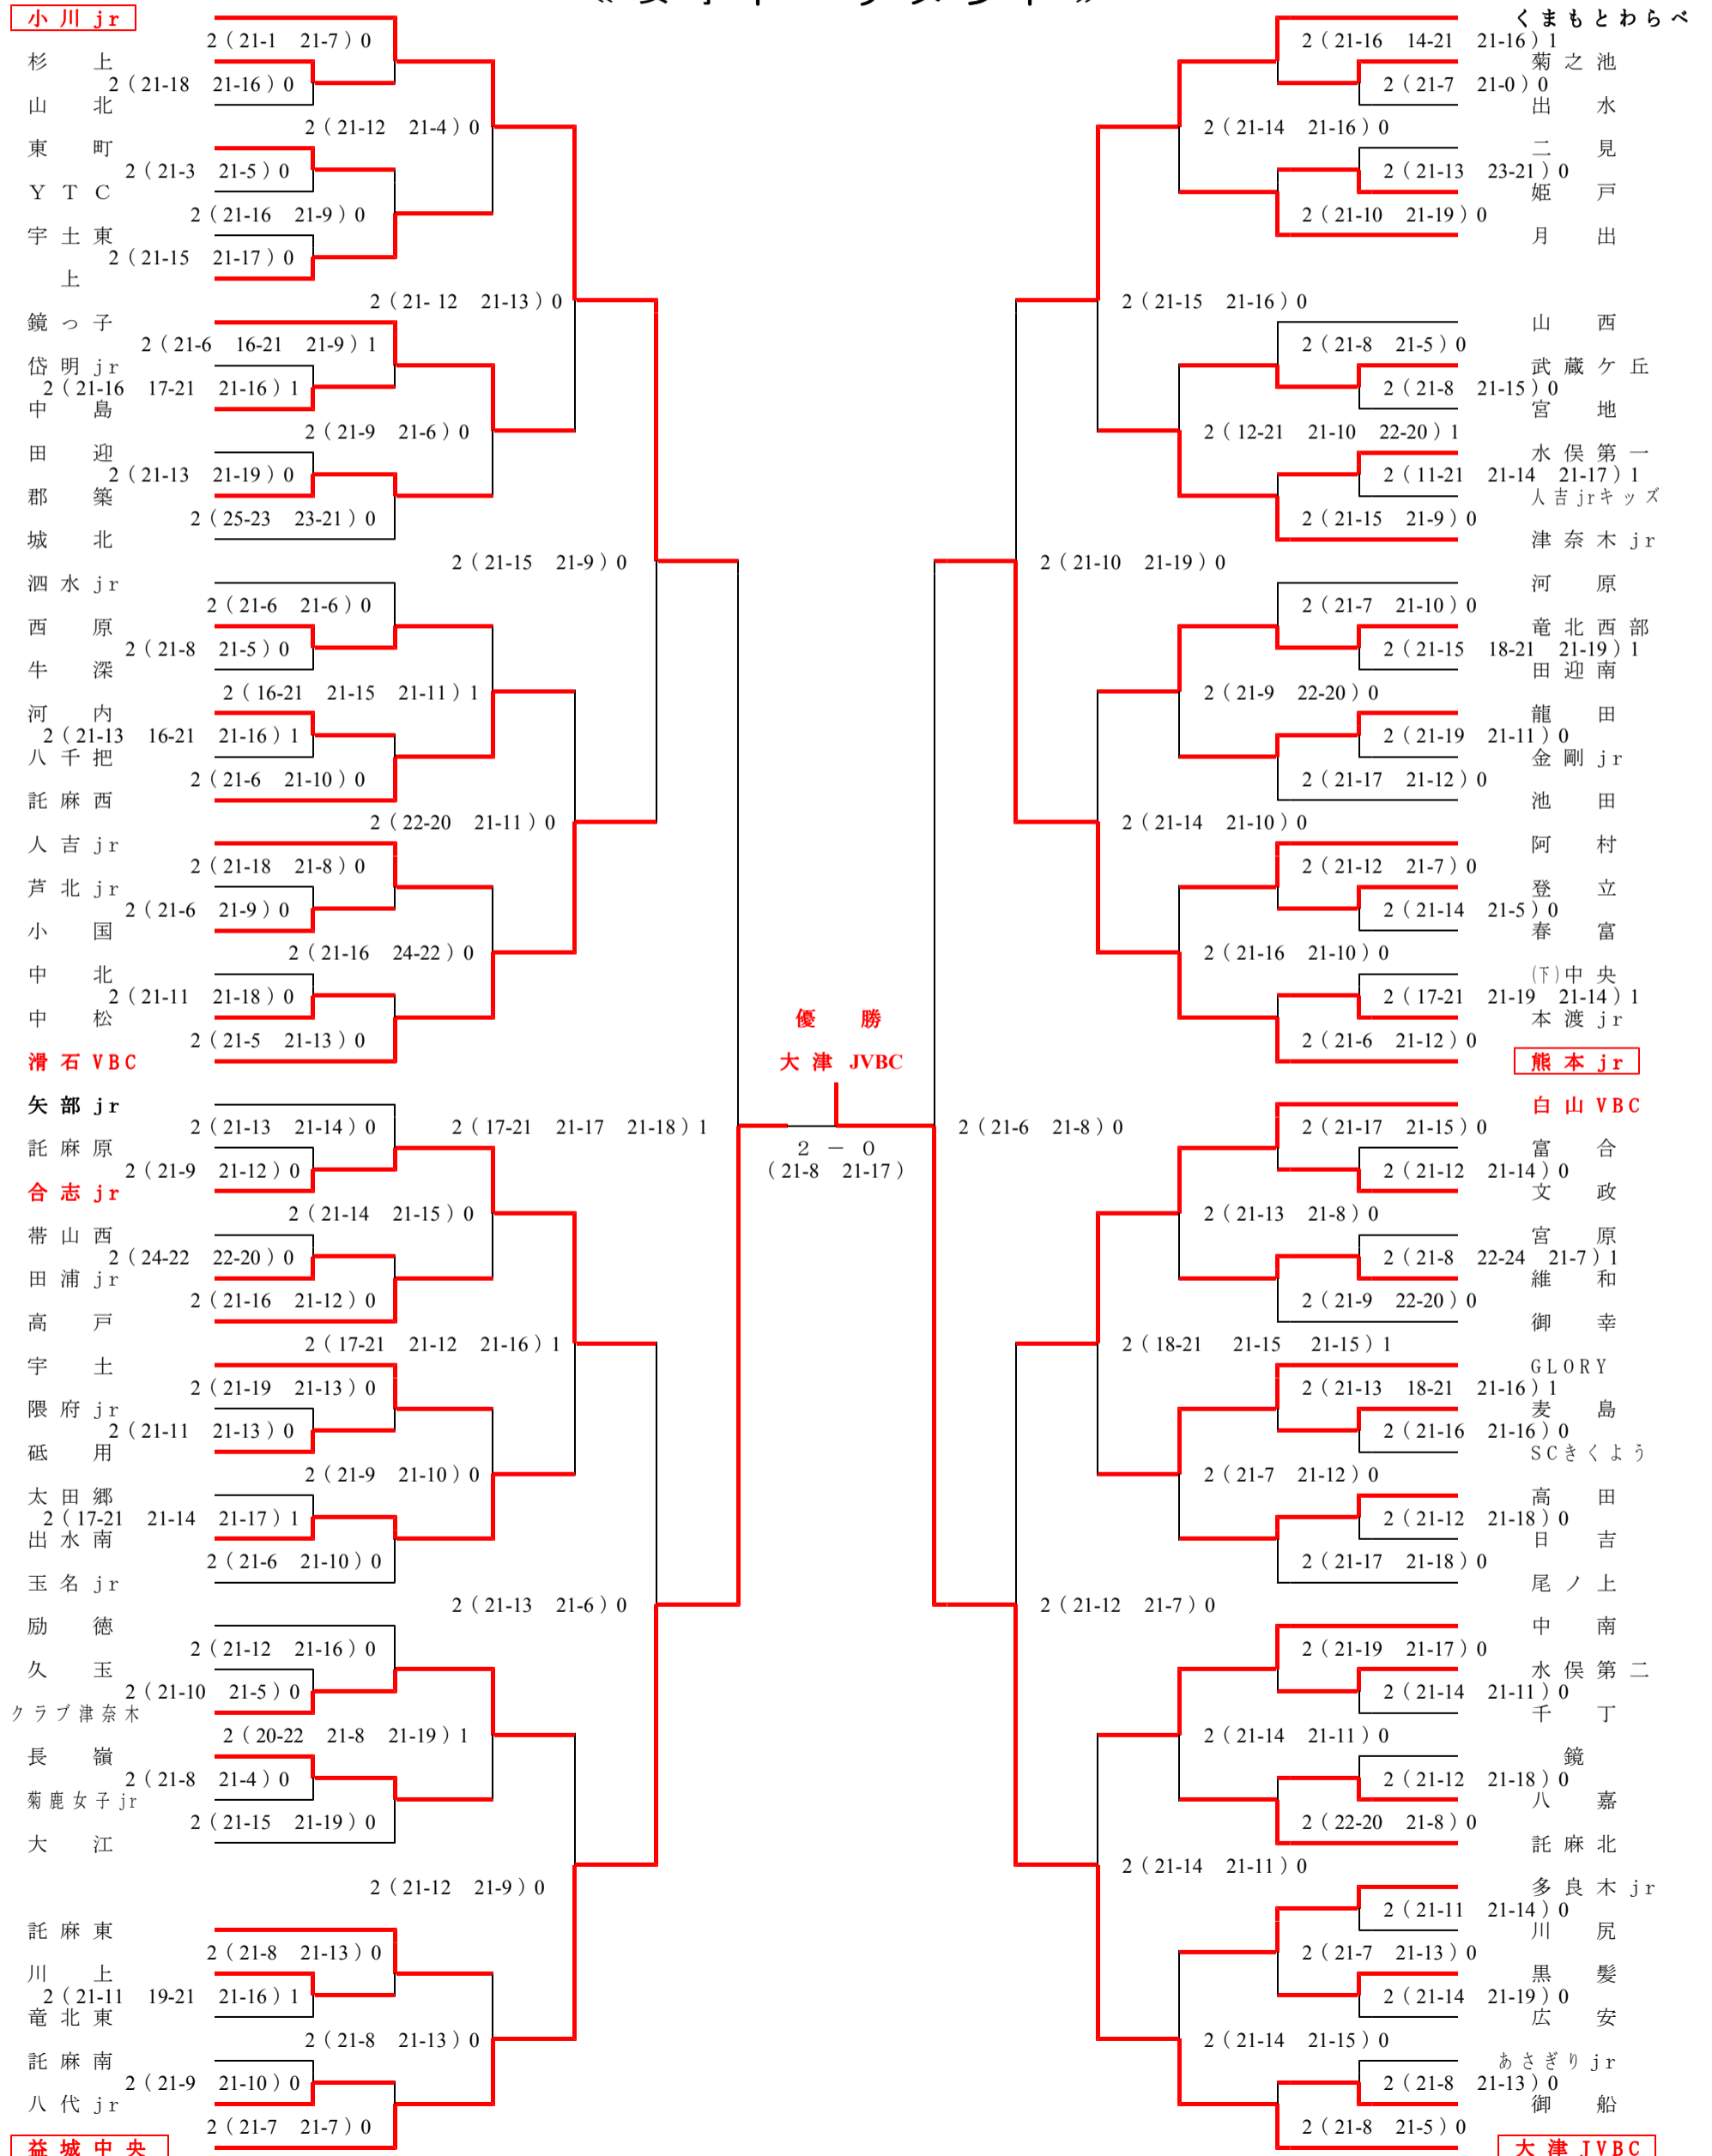 小川jr
2（21-1　21-7）0
杉上
2（21-18　21-16）0
山北
2（21-12　21-4）0
東町
2（21-3　21-5）0
ＹＴＣ
2（21-16　21-9）0
宇土東
2（21-15　21-17）0
上
2（21- 12　21-13）0
鏡っ子
2（21-6　16-21　21-9）1
岱明jr
2（21-16　17-21　21-16）1
中島
2（21-9　21-6）0
田迎
2（21-13　21-19）0
郡築
2（25-23　23-21）0
城北
2（21-15　21-9）0
泗水jr
2（21-6　21-6）0
西原
2（21-8　21-5）0
牛深
2（16-21　21-15　21-11）1
河内
2（21-13　16-21　21-16）1
八千把
2（21-6　21-10）0
託麻西
2（22-20　21-11）0
人吉jr
2（21-18　21-8）0
芦北jr
2（21-6　21-9）0
小国
2（21-16　24-22）0
中北
2（21-11　21-18）0
中松
2（21-5　21-13）0
滑石VBC
矢部jr
2（21-13　21-14）0
2（17-21　21-17　21-18）1
託麻原
2（21-9　21-12）0
合志jr
2（21-14　21-15）0
帯山西
2（24-22　22-20）0
田浦jr
2（21-16　21-12）0
高戸
2（17-21　21-12　21-16）1
宇土
2（21-19　21-13）0
隈府jr
2（21-11　21-13）0
砥用
2（21-9　21-10）0
太田郷
2（17-21　21-14　21-17）1
出水南
2（21-6　21-10）0
玉名jr
2（21-13　21-6）0
励徳
2（21-12　21-16）0
久玉
2（21-10　21-5）0
クラブ津奈木
2（20-22　21-8　21-19）1
長嶺
2（21-8　21-4）0
菊鹿女子jr
2（21-15　21-19）0
大江
2（21-12　21-9）0
託麻東
2（21-8　21-13）0
川上
2（21-11　19-21　21-16）1
竜北東
2（21-8　21-13）0
託麻南
2（21-9　21-10）0
八代jr
2（21-7　21-7）0
益城中央
優勝
大津 JVBC
２－０
（21-8　21-17）
くまもとわらべ
2（21-16　14-21　21-16）1
菊之池
2（21-7　21-0）0
出水
2（21-14　21-16）0
二見
2（21-13　23-21）0
姫戸
2（21-10　21-19）0
月出
2（21-15　21-16）0
山西
2（21-8　21-5）0
武蔵ケ丘
2（21-8　21-15）0
宮地
2（12-21　21-10　22-20）1
水俣第一
2（11-21　21-14　21-17）1
人吉jrキッズ
2（21-15　21-9）0
津奈木jr
2（21-10　21-19）0
河原
2（21-7　21-10）0
竜北西部
2（21-15　18-21　21-19）1
田迎南
2（21-9　22-20）0
龍田
2（21-19　21-11）0
金剛jr
2（21-17　21-12）0
池田
2（21-14　21-10）0
阿村
2（21-12　21-7）0
登立
2（21-14　21-5）0
春富
2（21-16　21-10）0
(下)中央
2（17-21　21-19　21-14）1
本渡jr
2（21-6　21-12）0
熊本jr
白山VBC
2（21-6　21-8）0
2（21-17　21-15）0
富合
2（21-12　21-14）0
文政
2（21-13　21-8）0
宮原
2（21-8　22-24　21-7）1
維和
2（21-9　22-20）0
御幸
2（18-21　21-15　21-15）1
GLORY
2（21-13　18-21　21-16）1
麦島
2（21-16　21-16）0
SCきくよう
2（21-7　21-12）0
高田
2（21-12　21-18）0
日吉
2（21-17　21-18）0
尾ノ上
2（21-12　21-7）0
中南
2（21-19　21-17）0
水俣第二
2（21-14　21-11）0
千丁
2（21-14　21-11）0
鏡
2（21-12　21-18）0
八嘉
2（22-20　21-8）0
託麻北
2（21-14　21-11）0
多良木jr
2（21-11　21-14）0
川尻
2（21-7　21-13）0
黒髪
2（21-14　21-19）0
広安
2（21-14　21-15）0
あさぎりjr
2（21-8　21-13）0
御船
2（21-8　21-5）0
大津JVBC